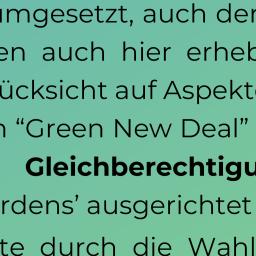 umgesetzt, auch der
en auch hier erheb
ücksicht auf Aspekt
n “Green New Deal”
Gleichberechtigu
rdens’ ausgerichtet
te durch die Wahl